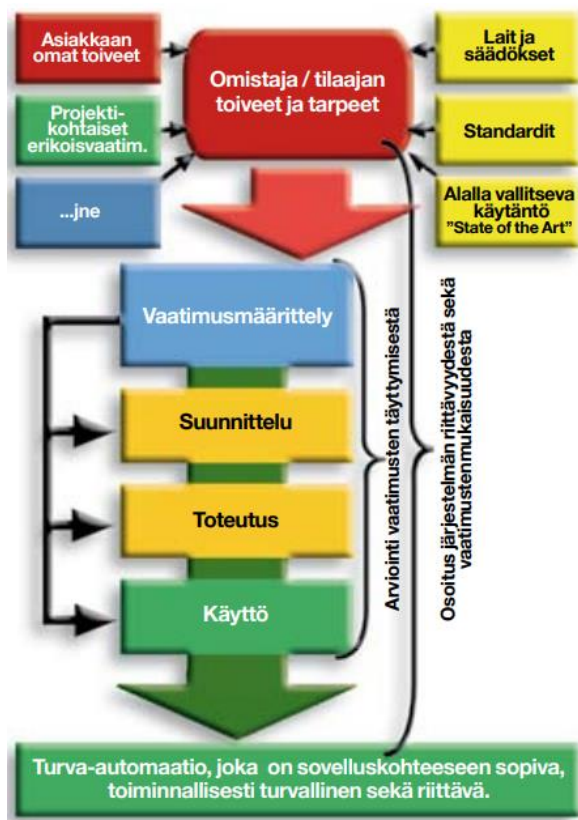 Asiakkaan
omat toiveet
Omistaja / tilaajan
toiveet ja tarpeet
Lait ja
säädökset
Projekti-
kohtaiset
erikoisvaatim.
Standardit
...jne
Alalla vallitseva
käytäntö
"State of the Art"
Vaatimusmäärittely
Suunnittelu
Toteutus
Käyttö
Arviointi vaatimusten täyttymisestä
Osoitus järjestelmän riittävyydestä sekä
vaatimustenmukaisuudesta
Turva-automaatio, joka on sovelluskohteeseen sopiva,
toiminnallisesti turvallinen sekä riittävä.